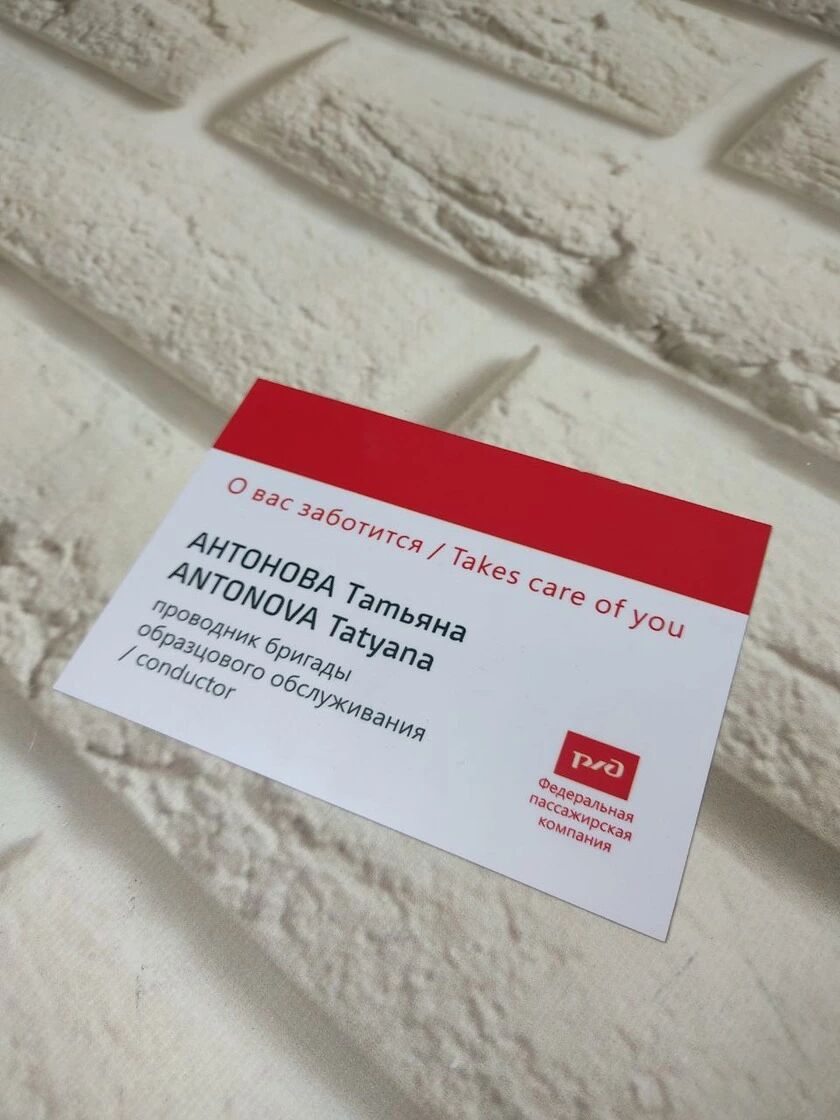 О вас заботится / Takes care of you
АНТОНОВА Татьяна
ANTONOVA Tatyana
проводник бригады
образцового обслуживания
/ conductor
ржд
Федеральная
пассажирская
компания